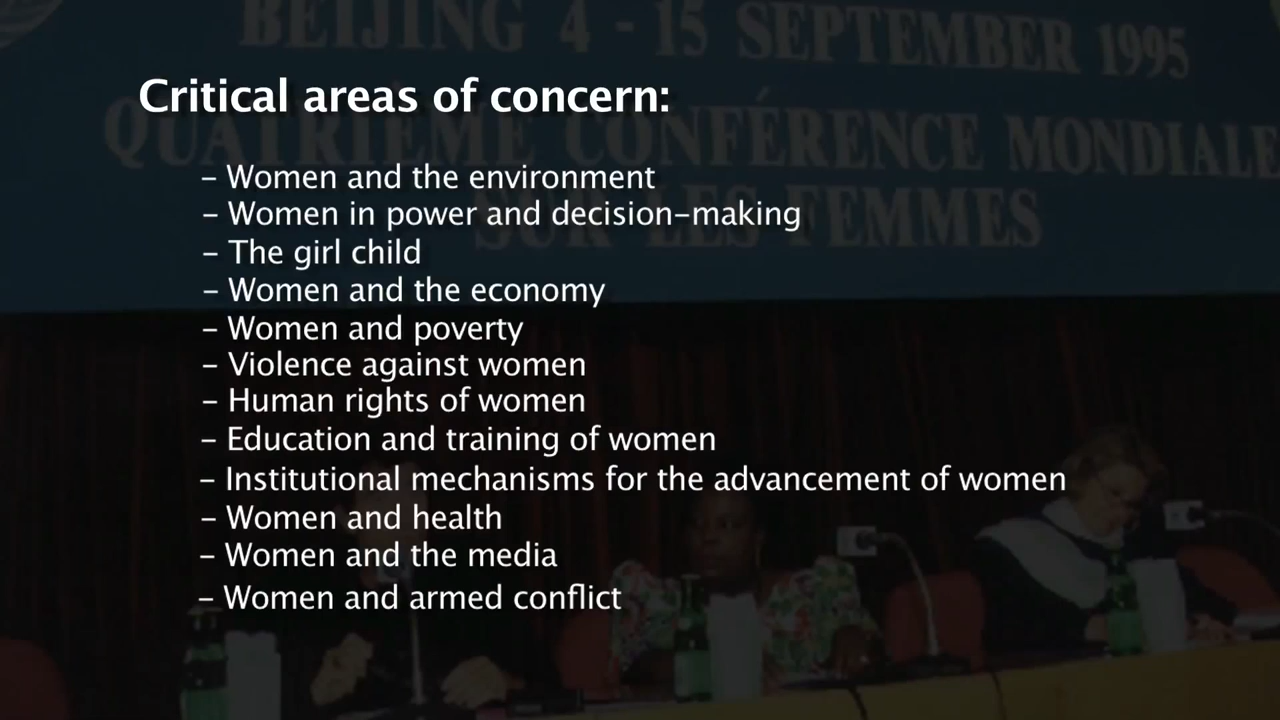 BEIJING 4 - 15 SEPTEMBER 1995
Critical areas of concern:
QUATRIÈME CONFÉRENCE MONDIALE
SUR LES FEMMES
– Women and the environment
– Women in power and decision–making
– The girl child
– Women and the economy
– Women and poverty
– Violence against women
– Human rights of women
– Education and training of women
– Institutional mechanisms for the advancement of women
– Women and health
– Women and the media
– Women and armed conflict